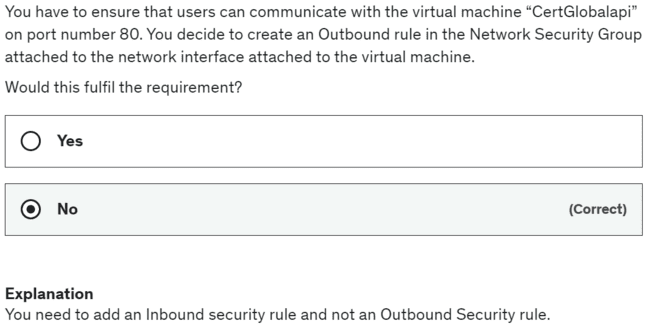 You have to ensure that users can communicate with the virtual machine “CertGlobalapi”
on port number 80. You decide to create an Outbound rule in the Network Security Group
attached to the network interface attached to the virtual machine.
Would this fulfil the requirement?
Yes
No (Correct)
Explanation
You need to add an Inbound security rule and not an Outbound Security rule.